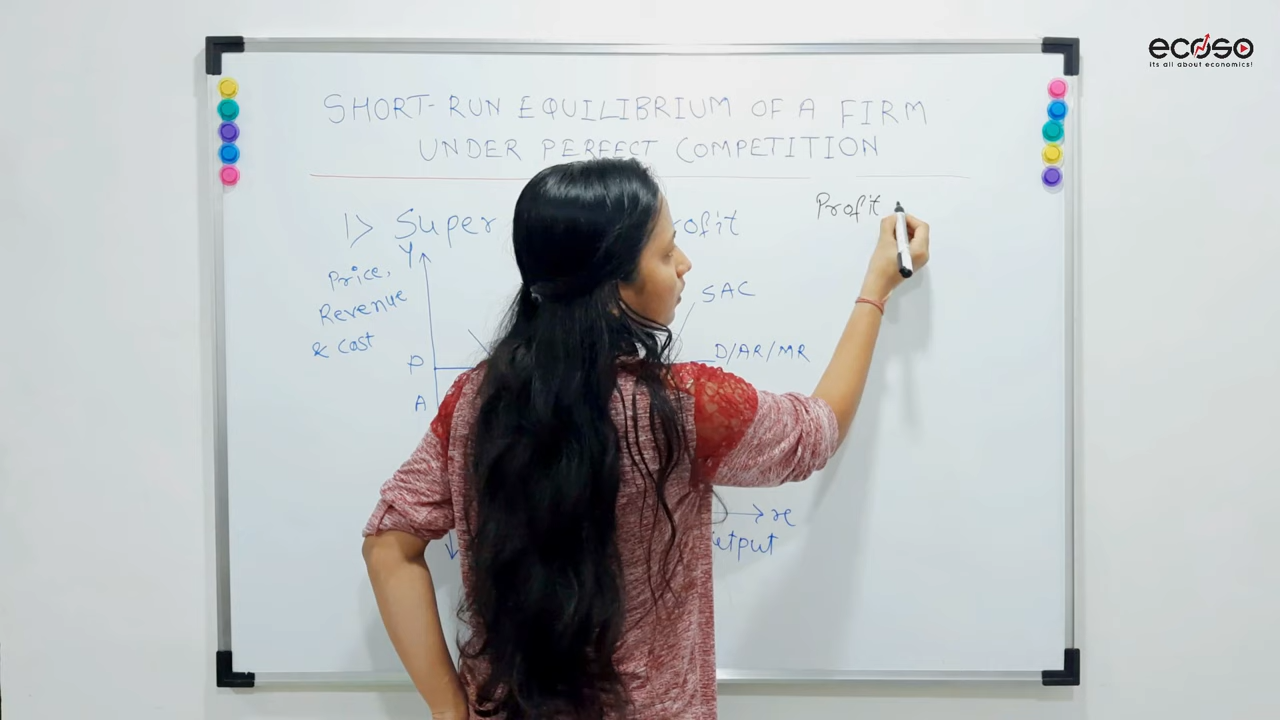 ecoso
its all about economics!
SHORT-RUN EQUILIBRIUM OF A FIRM
UNDER PERFECT COMPETITION
Profit
1> Super rofit
Y
Price,
Revenue
& Cost
SAC
P
D/AR/MR
A
x
utput